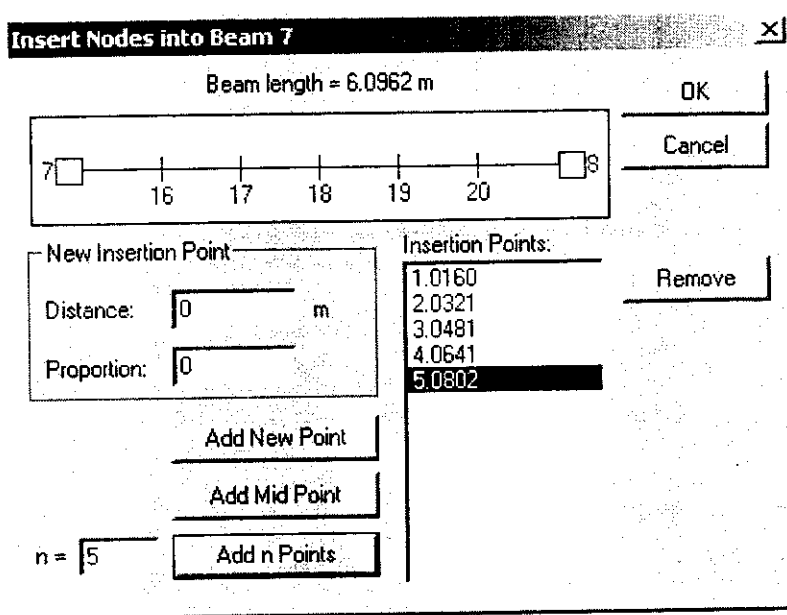 Insert Nodes into Beam 7
Beam length = 6.0962 m
OK
Cancel
7 8
16 17 18 19 20
New Insertion Point
Distance: 0 m
Proportion: 0
Insertion Points:
1.0160
2.0321
3.0481
4.0641
5.0802
Remove
Add New Point
Add Mid Point
n = 5 Add n Points